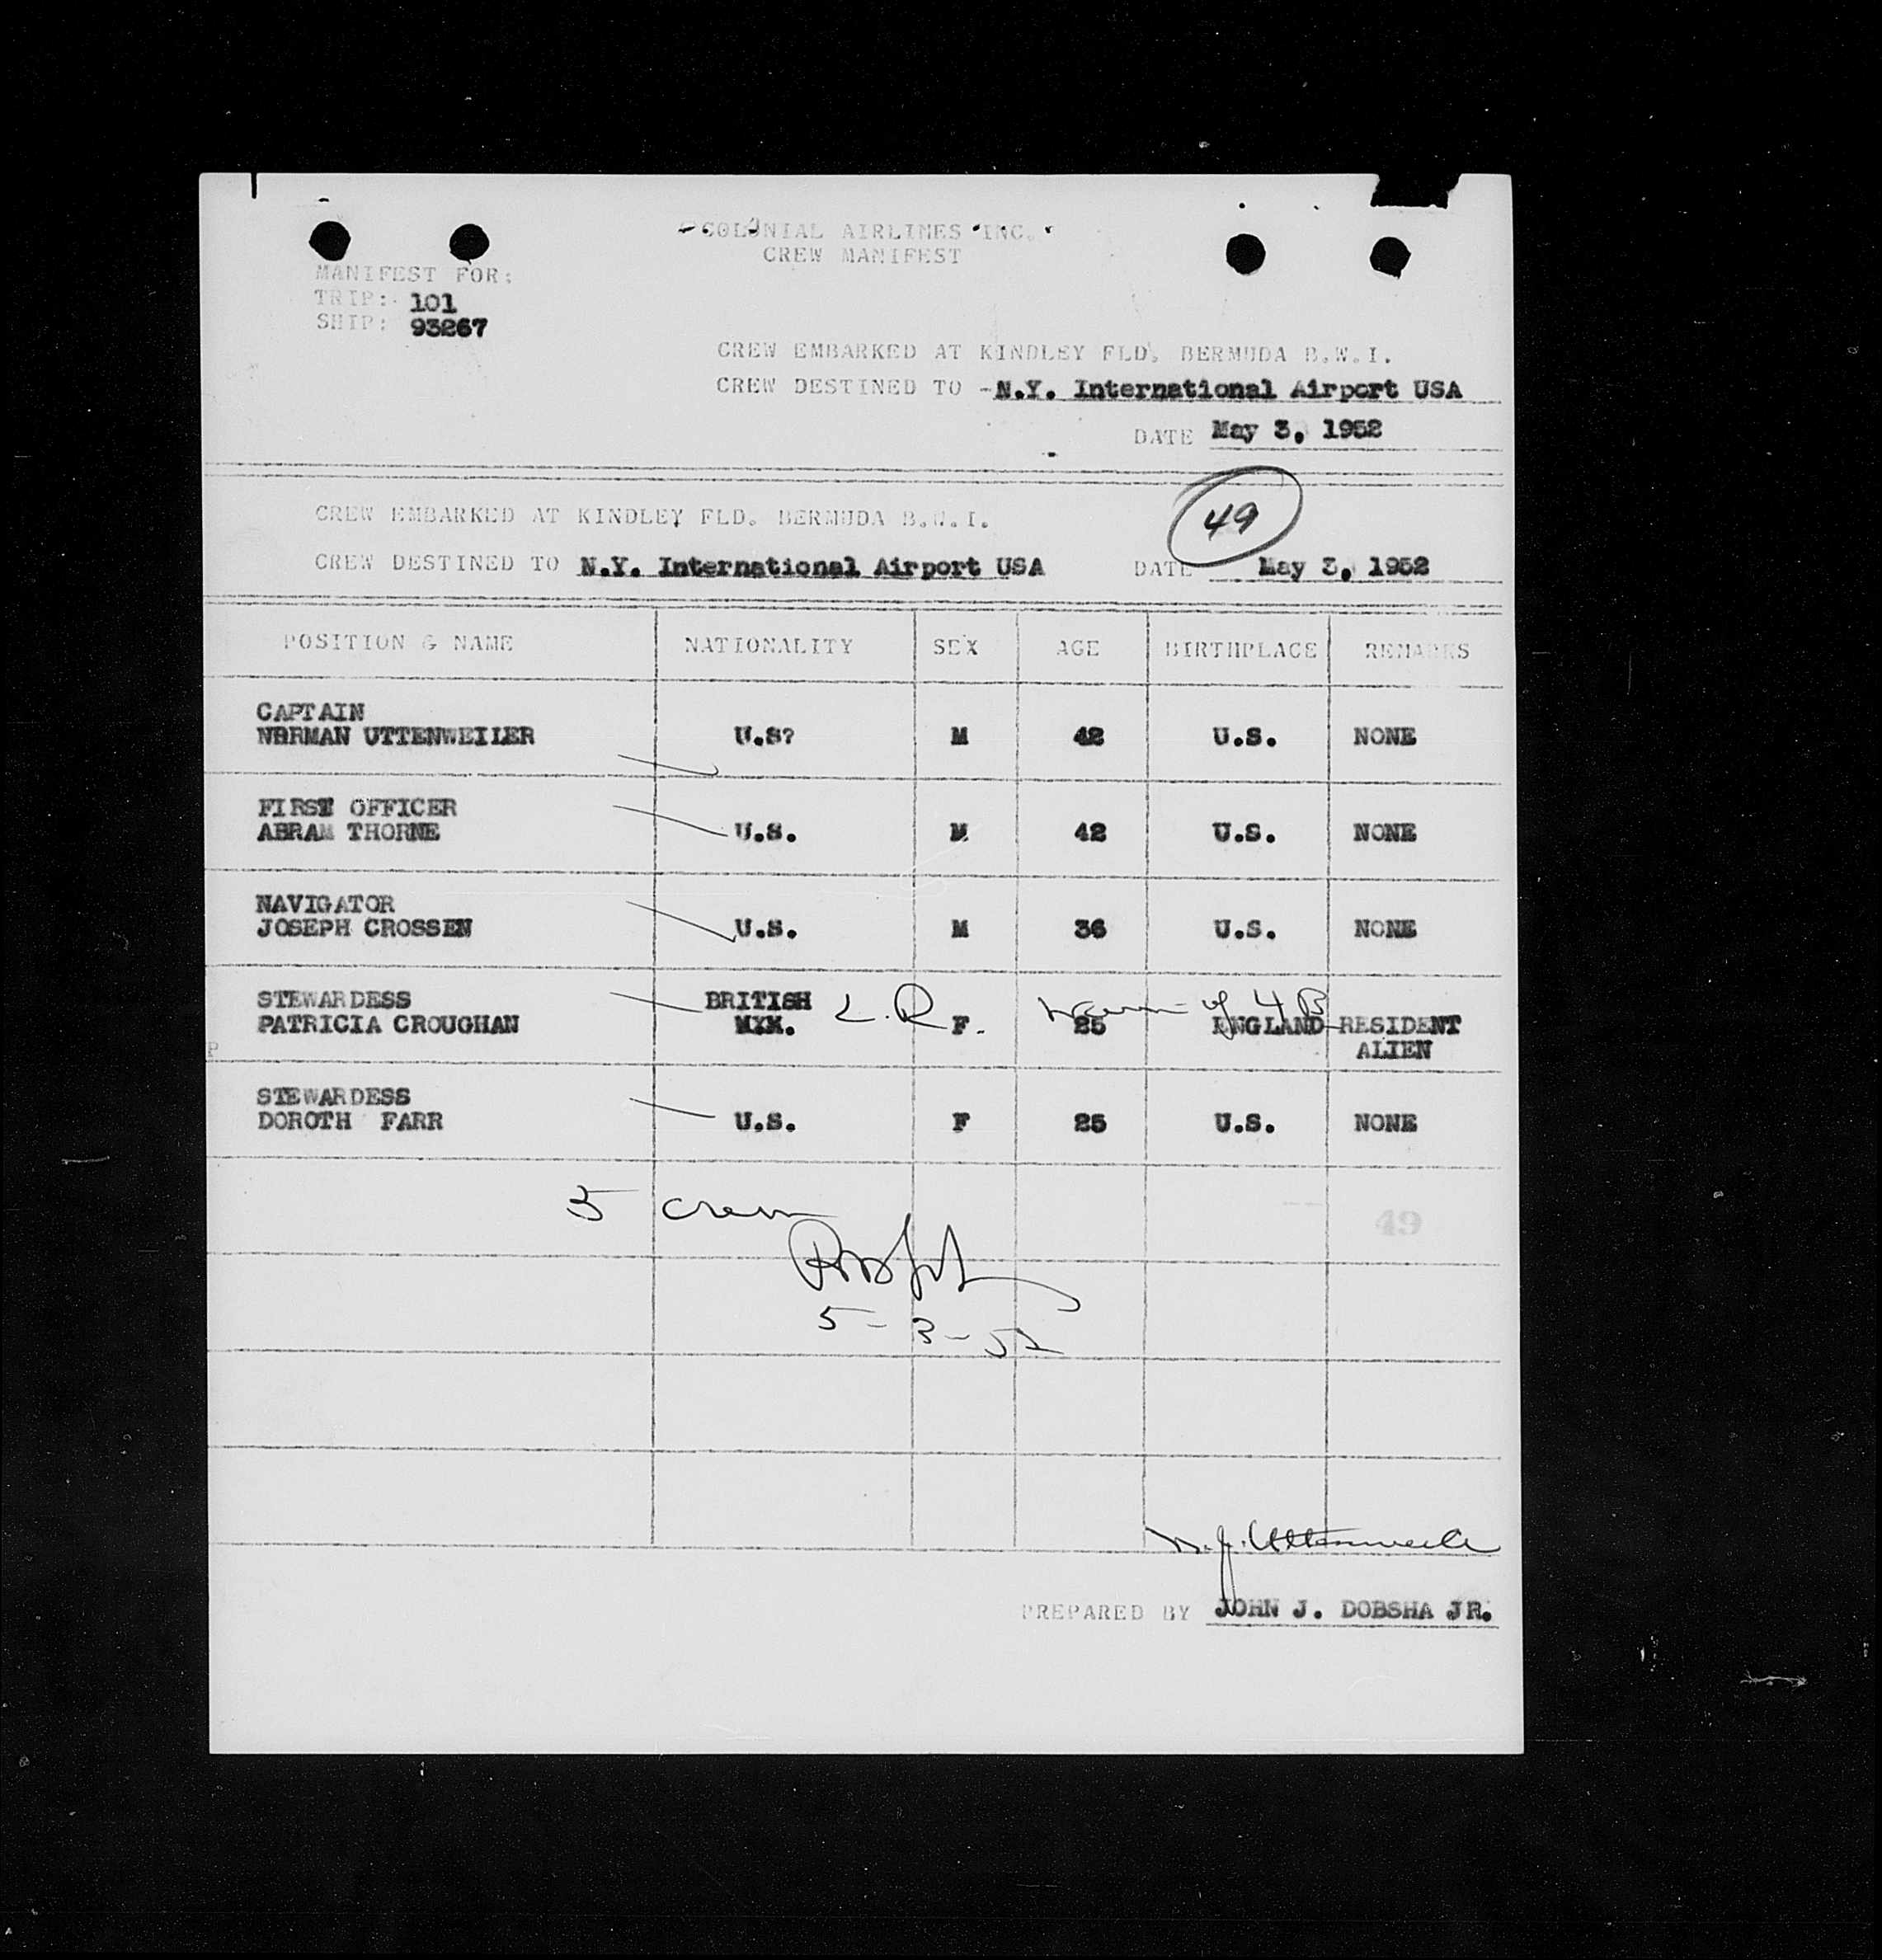 COLONIAL AIRLINES INC.
CREW MANIFEST
MANIFEST FOR:
TRIP: 101
SHIP: 93267
CREW EMBARKED AT KINDLEY FLD. BERMUDA B.W.I.
CREW DESTINED TO - N.Y. International Airport USA
DATE May 3, 1952
49
CREW EMBARKED AT KINDLEY FLD. BERMUDA B.W.I.
CREW DESTINED TO N.Y. International Airport USA DATE May 3, 1952
POSITION & NAME NATIONALITY SEX AGE BIRTHPLACE REMARKS
CAPTAIN
NORMAN UTTENWEILER U.S? M 42 U.S. NONE
FIRST OFFICER
ABRAM THORNE U.S. M 42 U.S. NONE
NAVIGATOR
JOSEPH CROSSEN U.S. M 36 U.S. NONE
STEWARDESS BRITISH L.R
PATRICIA CROUGHAN F. 25 ENGLAND RESIDENT
ALIEN
STEWARDESS
DOROTH FARR U.S. F 25 U.S. NONE
5 crew
49
5-3-52
N.J. Uttenweiler
PREPARED BY JOHN J. DOBSHA JR.